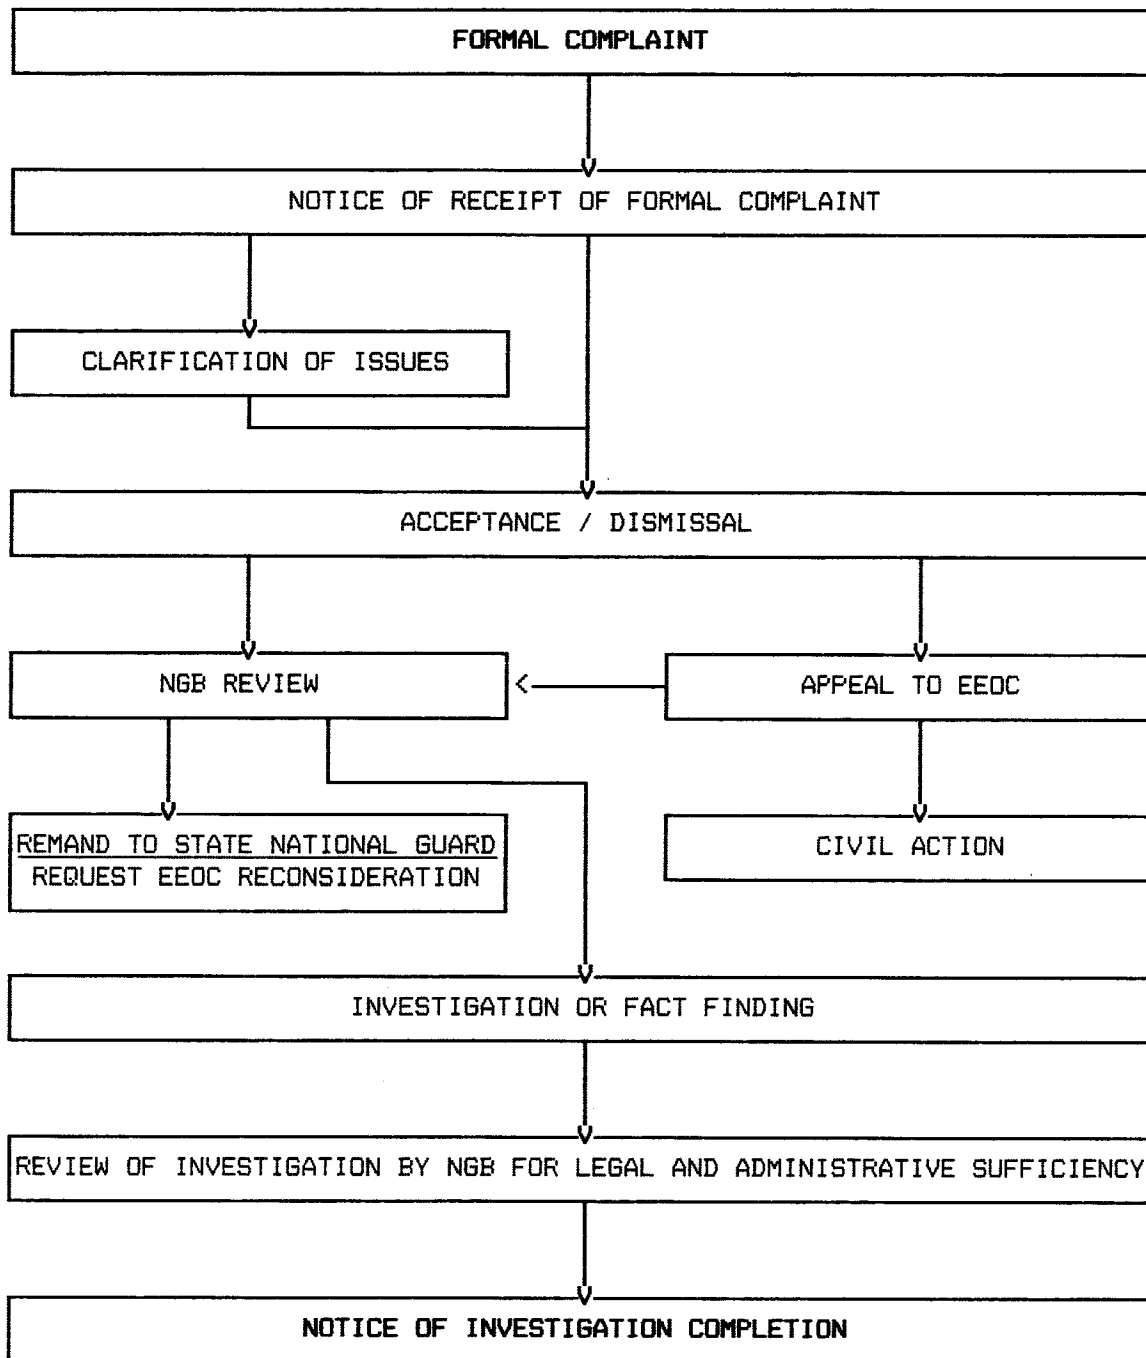 FORMAL COMPLAINT
NOTICE OF RECEIPT OF FORMAL COMPLAINT
CLARIFICATION OF ISSUES
ACCEPTANCE / DISMISSAL
NGB REVIEW
APPEAL TO EEOC
REMAND TO STATE NATIONAL GUARD
REQUEST EEOC RECONSIDERATION
CIVIL ACTION
INVESTIGATION OR FACT FINDING
REVIEW OF INVESTIGATION BY NGB FOR LEGAL AND ADMINISTRATIVE SUFFICIENCY
NOTICE OF INVESTIGATION COMPLETION